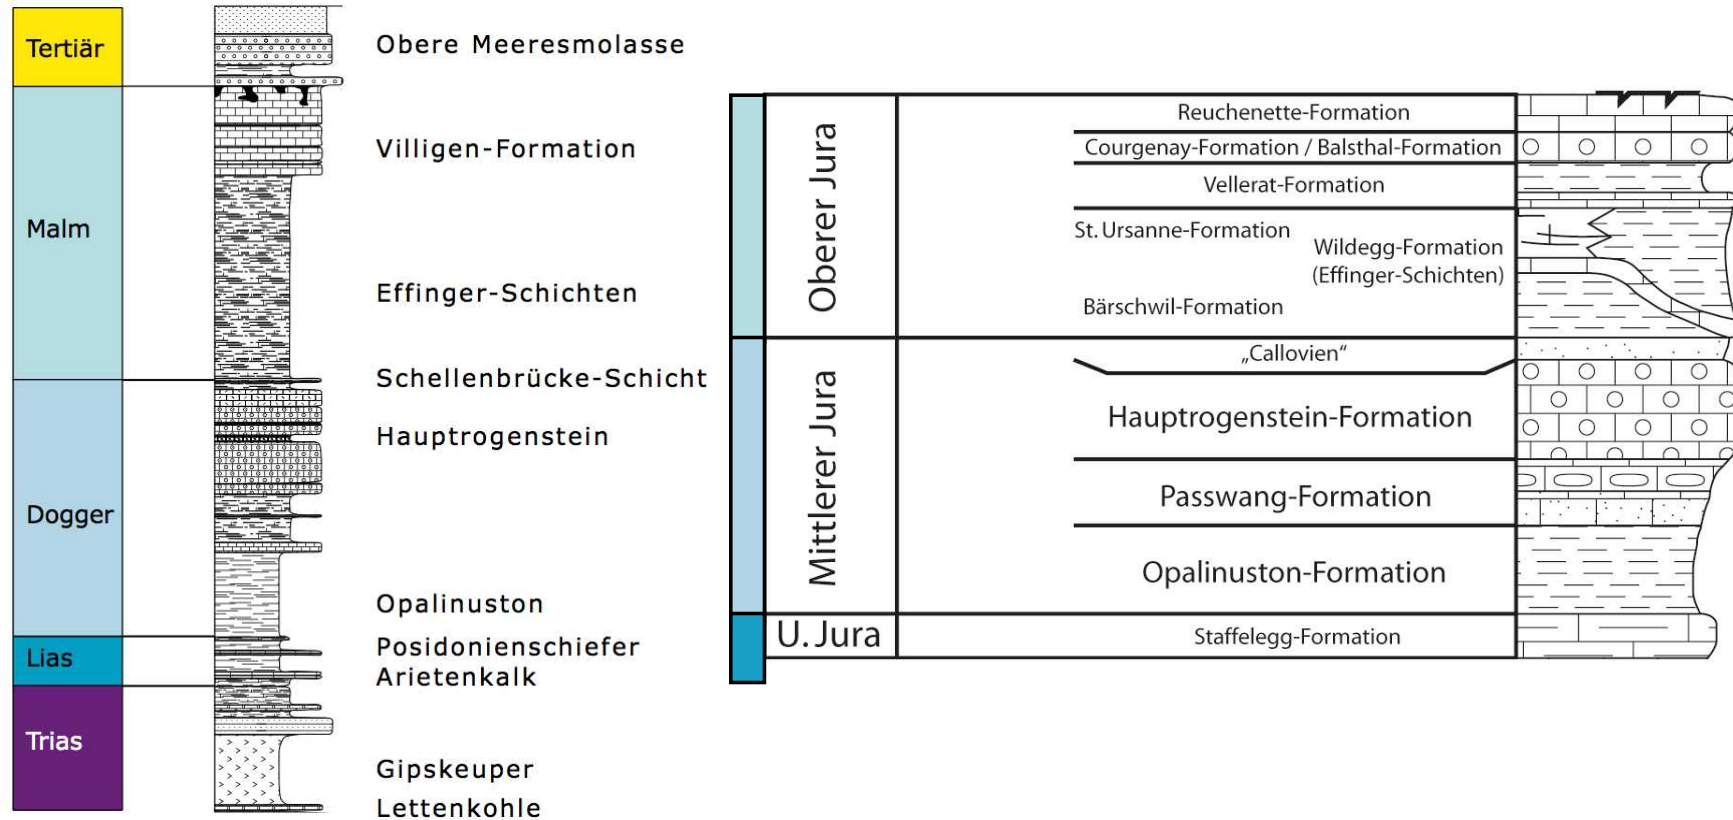 Tertiär
Obere Meeresmolasse
Malm
Villigen-Formation
Effinger-Schichten
Schellenbrücke-Schicht
Dogger
Hauptrogenstein
Opalinuston
Lias
Posidonienschiefer
Arietenkalk
Trias
Gipskeuper
Lettenkohle
Oberer Jura
Reuchenette-Formation
Courgenay-Formation / Balsthal-Formation
Vellerat-Formation
St. Ursanne-Formation
Wildegg-Formation
(Effinger-Schichten)
Bärschwil-Formation
Mittlerer Jura
„Callovien“
Hauptrogenstein-Formation
Passwang-Formation
Opalinuston-Formation
U. Jura
Staffelegg-Formation